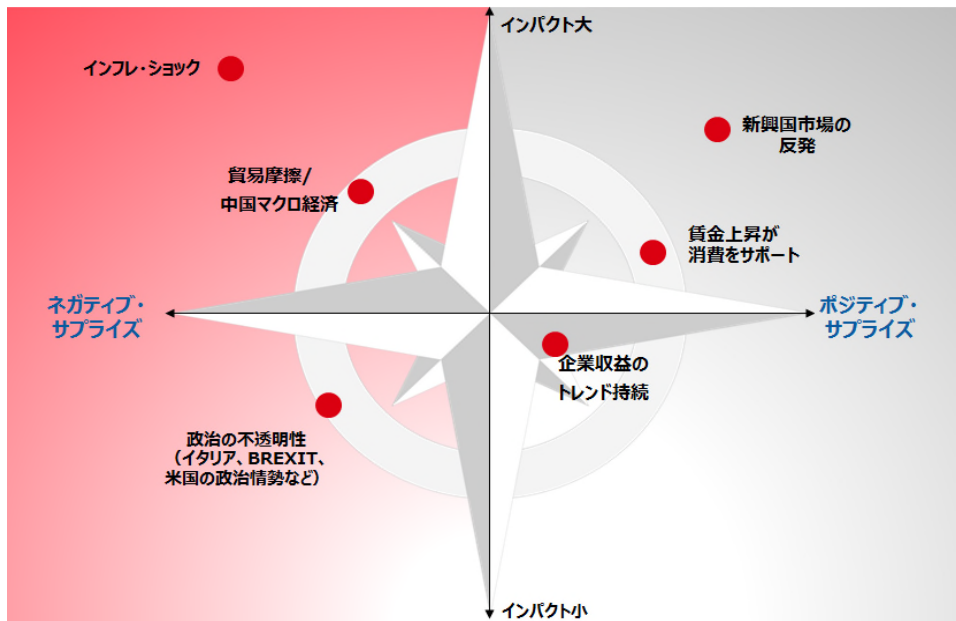 インパクト大
インフレ・ショック
新興国市場の
反発
貿易摩擦/
中国マクロ経済
賃金上昇が
消費をサポート
ネガティブ・
サプライズ
ポジティブ・
サプライズ
企業収益の
トレンド持続
政治の不透明性
（イタリア、BREXIT、
米国の政治情勢など）
インパクト小